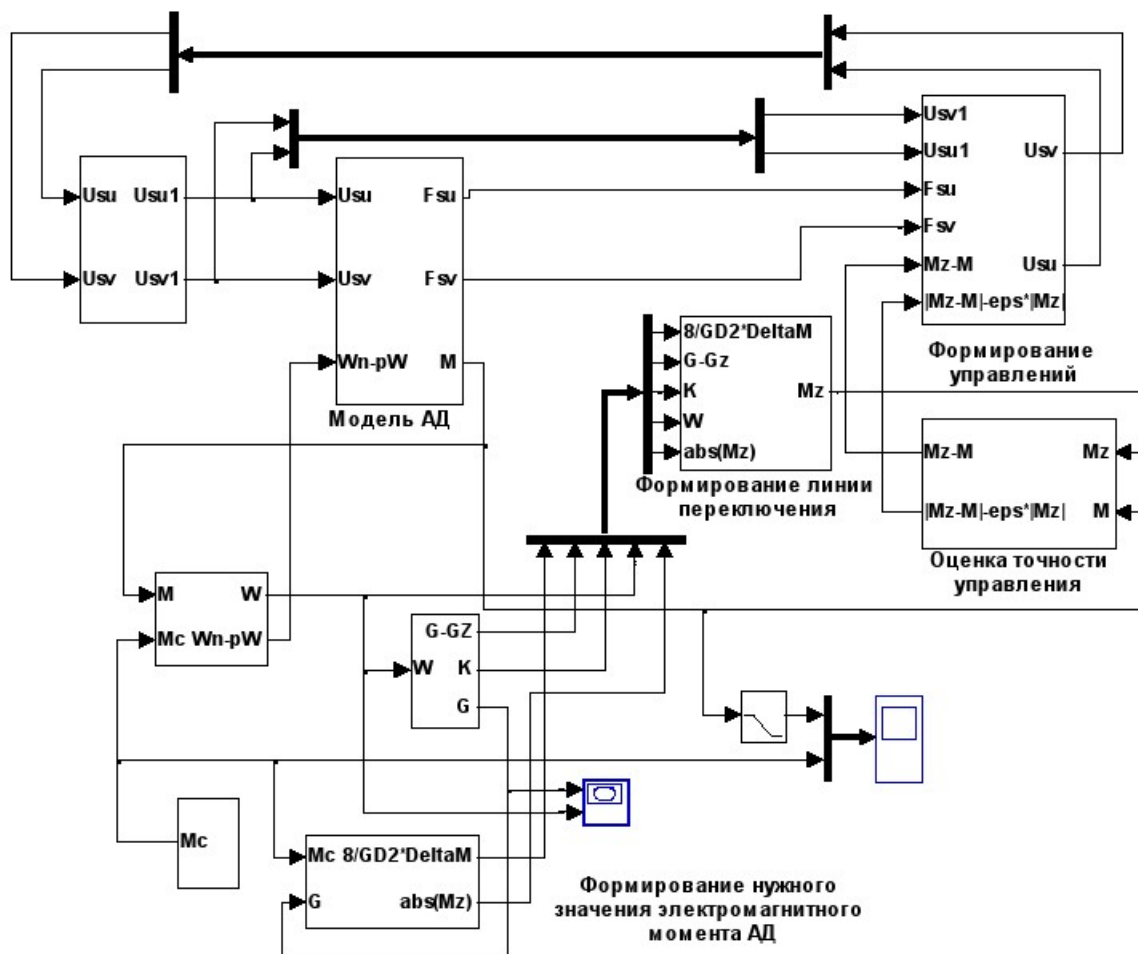 Usv1
Usu1
Usv
Fsu
Fsv
Mz-M
Usu
|Mz-M|-eps*|Mz|
Формирование
управлений
Usu Usu1
Usv Usv1
Usu Fsu
Usv Fsv
Wn-pW M
Модель АД
8/GD2*DeltaM
G-Gz
K
Mz
W
abs(Mz)
Формирование линии
переключения
Mz-M Mz
|Mz-M|-eps*|Mz| M
Оценка точности
управления
M W
Mc Wn-pW
G-GZ
W K
G
Mc
Mc 8/GD2*DeltaM
G abs(Mz)
Формирование нужного
значения электромагнитного
момента АД